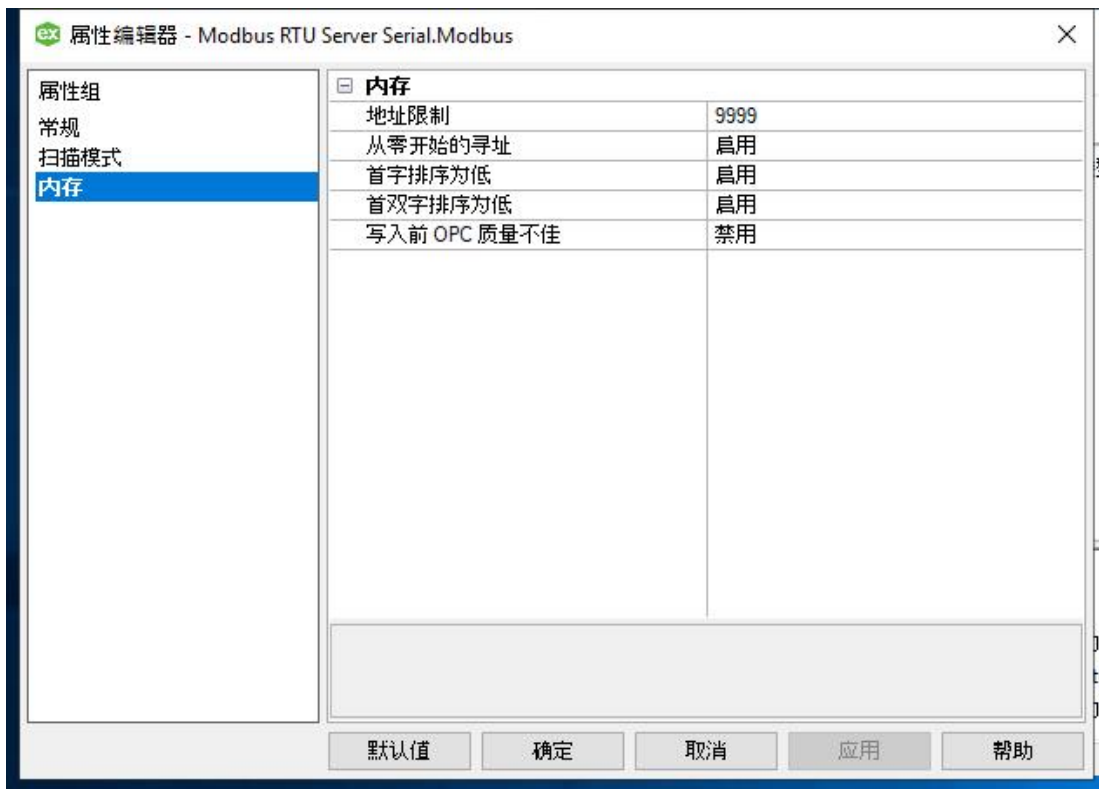 ex 属性编辑器 - Modbus RTU Server Serial.Modbus
属性组
常规
扫描模式
内存
内存
地址限制 9999
从零开始的寻址 启用
首字排序为低 启用
首双字排序为低 启用
写入前 OPC 质量不佳 禁用
默认值 确定 取消 应用 帮助